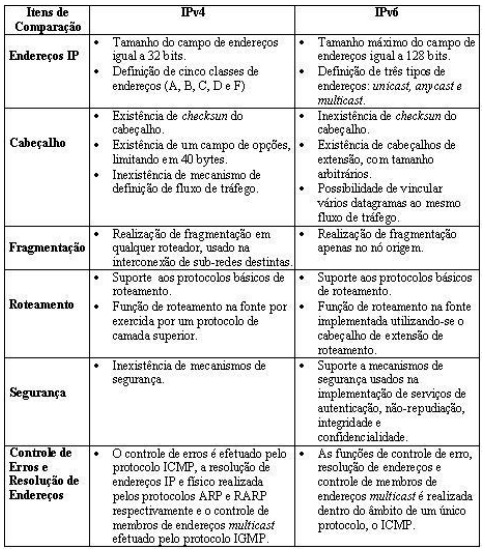 Itens de
Comparação
IPv4
IPv6
Endereços IP
• Tamanho do campo de endereços
igual a 32 bits.
• Definição de cinco classes de
endereços (A, B, C, D e F)
• Tamanho máximo do campo de
endereços igual a 128 bits.
• Definição de três tipos de
endereços: unicast, anycast e
multicast.
Cabeçalho
• Existência de checksun do
cabeçalho.
• Existência de um campo de opções,
limitando em 40 bytes.
• Inexistência de mecanismo de
definição de fluxo de tráfego.
• Inexistência de checksun do
cabeçalho.
• Existência de cabeçalhos de
extensão, com tamanho
arbitrários.
• Possibilidade de vincular
vários datagramas ao mesmo
fluxo de tráfego.
Fragmentação
• Realização de fragmentação em
qualquer roteador, usado na
interconexão de sub-redes destintas.
• Realização de fragmentação
apenas no nó origem.
Roteamento
• Suporte aos protocolos básicos de
roteamento.
• Função de roteamento na fonte por
exercida por um protocolo de
camada superior.
• Suporte aos protocolos básicos
de roteamento.
• Função de roteamento na fonte
implementada utilizando-se o
cabeçalho de extensão de
roteamento.
Segurança
• Inexistência de mecanismos de
segurança.
• Suporte a mecanismos de
segurança usados na
implementação de serviços de
autenticação, não-repudiação,
integridade e
confidencialidade.
Controle de
Erros e
Resolução de
Endereços
• O controle de erros é efetuado pelo
protocolo ICMP, a resolução de
endereços IP e físico realizada
pelos protocolos ARP e RARP
respectivamente e o controle de
membros de endereços multicast
efetuado pelo protocolo IGMP.
• As funções de controle de erro,
resolução de endereços e
controle de membros de
endereços multicast é realizada
dentro do âmbito de um único
protocolo, o ICMP.